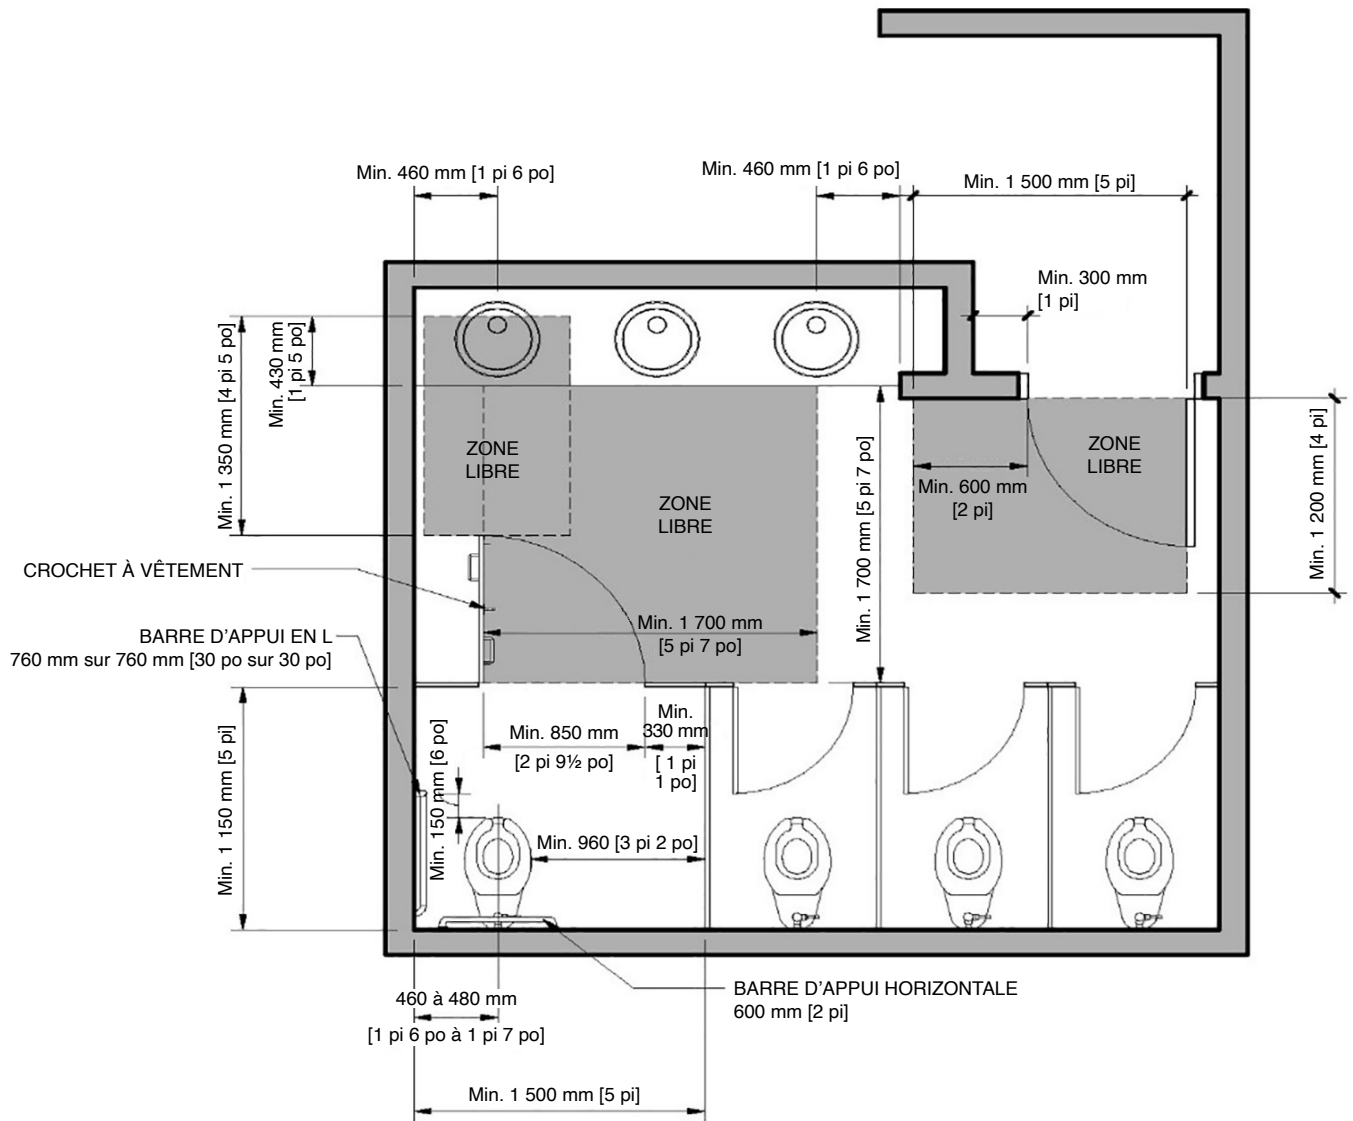 Min. 460 mm [1 pi 6 po]
Min. 460 mm [1 pi 6 po]
Min. 1 500 mm [5 pi]
Min. 300 mm
[1 pi]
Min. 1 350 mm [4 pi 5 po]
Min. 430 mm
[1 pi 5 po]
ZONE
LIBRE
ZONE
LIBRE
ZONE
LIBRE
Min. 600 mm
[2 pi]
Min. 1 700 mm [5 pi 7 po]
Min. 1 200 mm [4 pi]
CROCHET À VÊTEMENT
BARRE D'APPUI EN L
760 mm sur 760 mm [30 po sur 30 po]
Min. 1 700 mm
[5 pi 7 po]
Min. 1 150 mm [5 pi]
Min. 150 mm [6 po]
Min. 850 mm
[2 pi 9½ po]
Min.
330 mm
[ 1 pi
1 po]
Min. 960 [3 pi 2 po]
BARRE D'APPUI HORIZONTALE
600 mm [2 pi]
460 à 480 mm
[1 pi 6 po à 1 pi 7 po]
Min. 1 500 mm [5 pi]